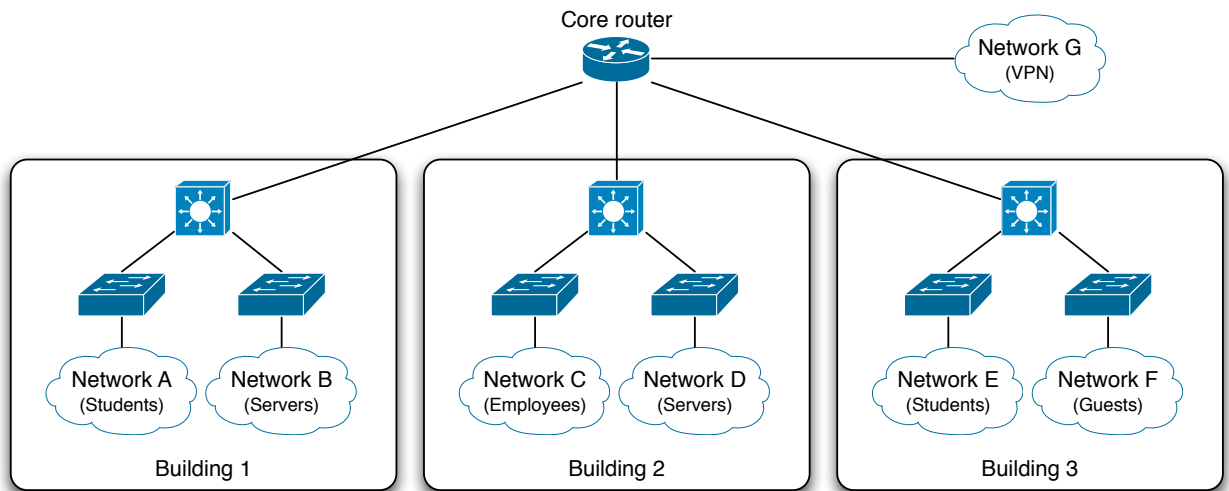 Core router
Network G
(VPN)
Network A
(Students)
Network B
(Servers)
Building 1
Network C
(Employees)
Network D
(Servers)
Building 2
Network E
(Students)
Network F
(Guests)
Building 3